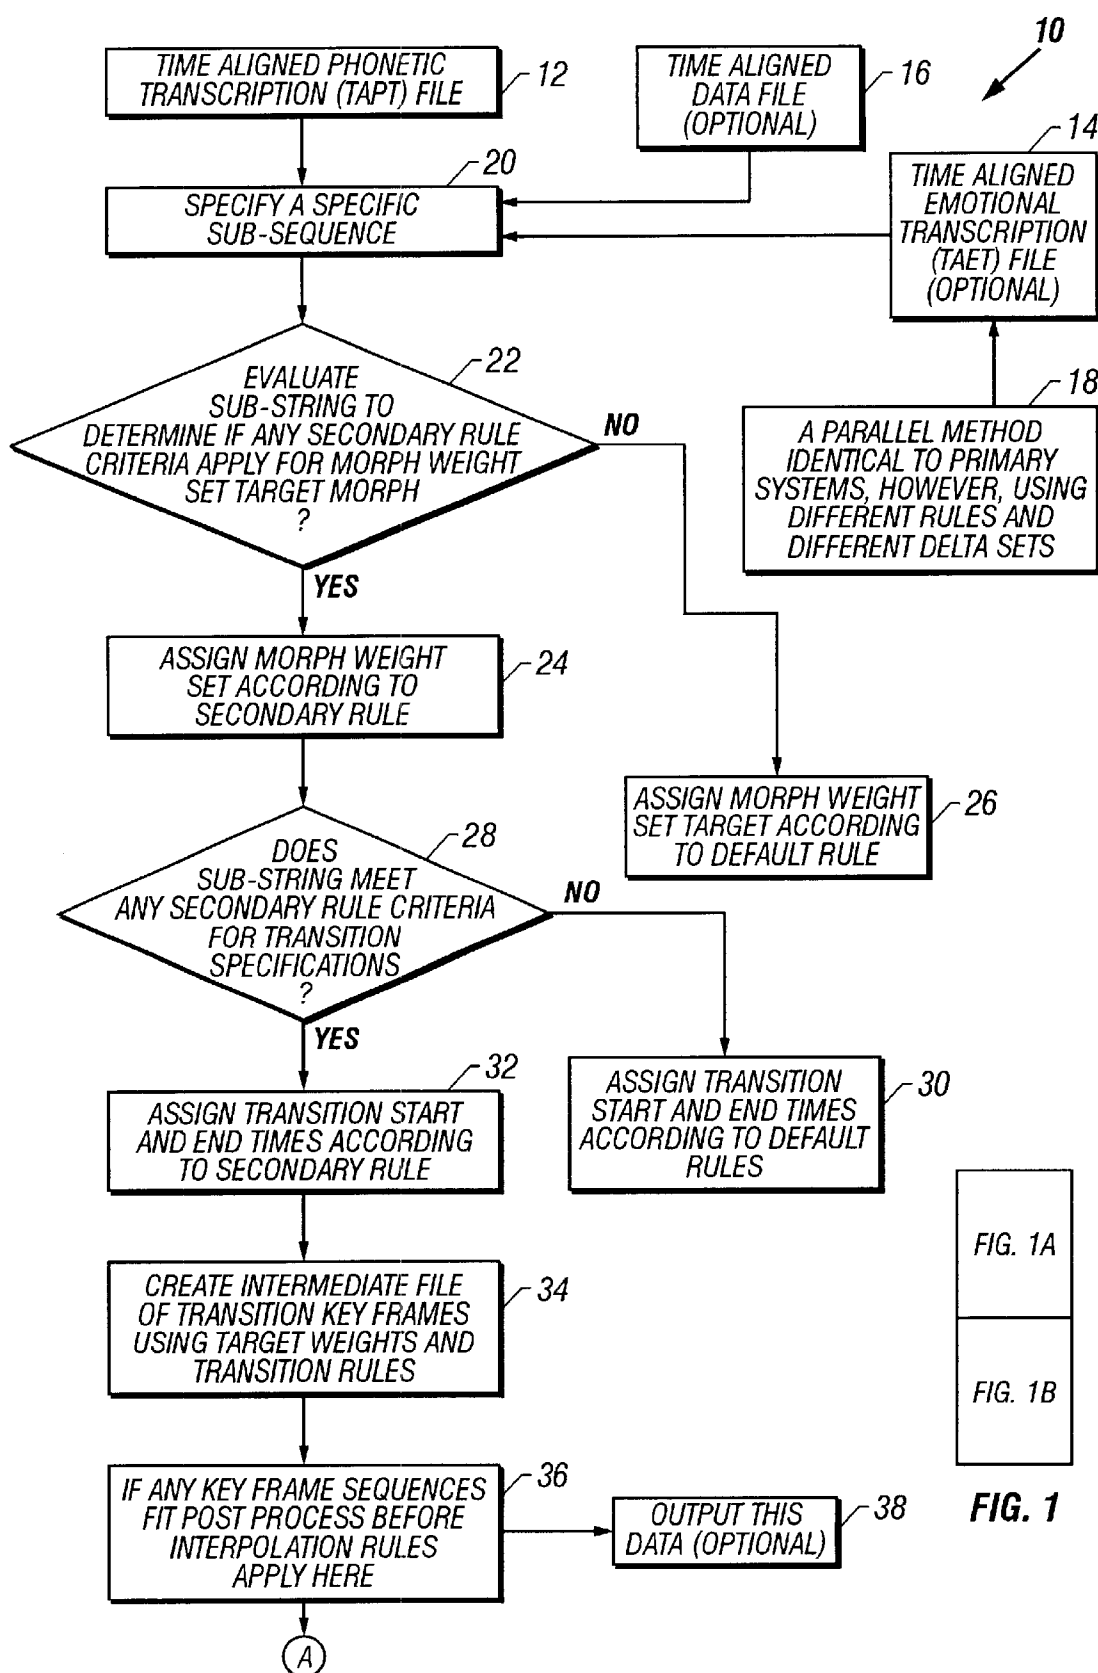 10
TIME ALIGNED PHONETIC
TRANSCRIPTION (TAPT) FILE
12
TIME ALIGNED
DATA FILE
(OPTIONAL)
16
14
TIME ALIGNED
EMOTIONAL
TRANSCRIPTION
(TAET) FILE
(OPTIONAL)
20
SPECIFY A SPECIFIC
SUB-SEQUENCE
18
A PARALLEL METHOD
IDENTICAL TO PRIMARY
SYSTEMS, HOWEVER, USING
DIFFERENT RULES AND
DIFFERENT DELTA SETS
22
EVALUATE
SUB-STRING TO
DETERMINE IF ANY SECONDARY RULE
CRITERIA APPLY FOR MORPH WEIGHT
SET TARGET MORPH
?
NO
YES
ASSIGN MORPH WEIGHT
SET ACCORDING TO
SECONDARY RULE
24
ASSIGN MORPH WEIGHT
SET TARGET ACCORDING
TO DEFAULT RULE
26
28
DOES
SUB-STRING MEET
ANY SECONDARY RULE CRITERIA
FOR TRANSITION
SPECIFICATIONS
?
NO
YES
32
ASSIGN TRANSITION START
AND END TIMES ACCORDING
TO SECONDARY RULE
ASSIGN TRANSITION
START AND END TIMES
ACCORDING TO DEFAULT
RULES
30
CREATE INTERMEDIATE FILE
OF TRANSITION KEY FRAMES
USING TARGET WEIGHTS AND
TRANSITION RULES
34
IF ANY KEY FRAME SEQUENCES
FIT POST PROCESS BEFORE
INTERPOLATION RULES
APPLY HERE
36
OUTPUT THIS
DATA (OPTIONAL)
38
A
FIG. 1A
FIG. 1B
FIG. 1